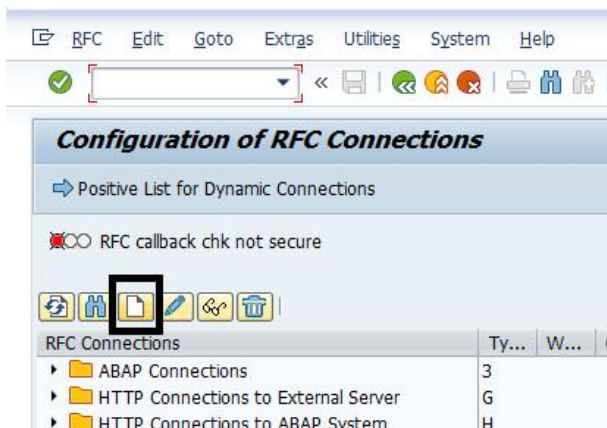 RFC Edit Goto Extras Utilities System Help
Configuration of RFC Connections
Positive List for Dynamic Connections
RFC callback chk not secure
RFC Connections Ty... W...
ABAP Connections 3
HTTP Connections to External Server G
HTTP Connections to ABAP System H